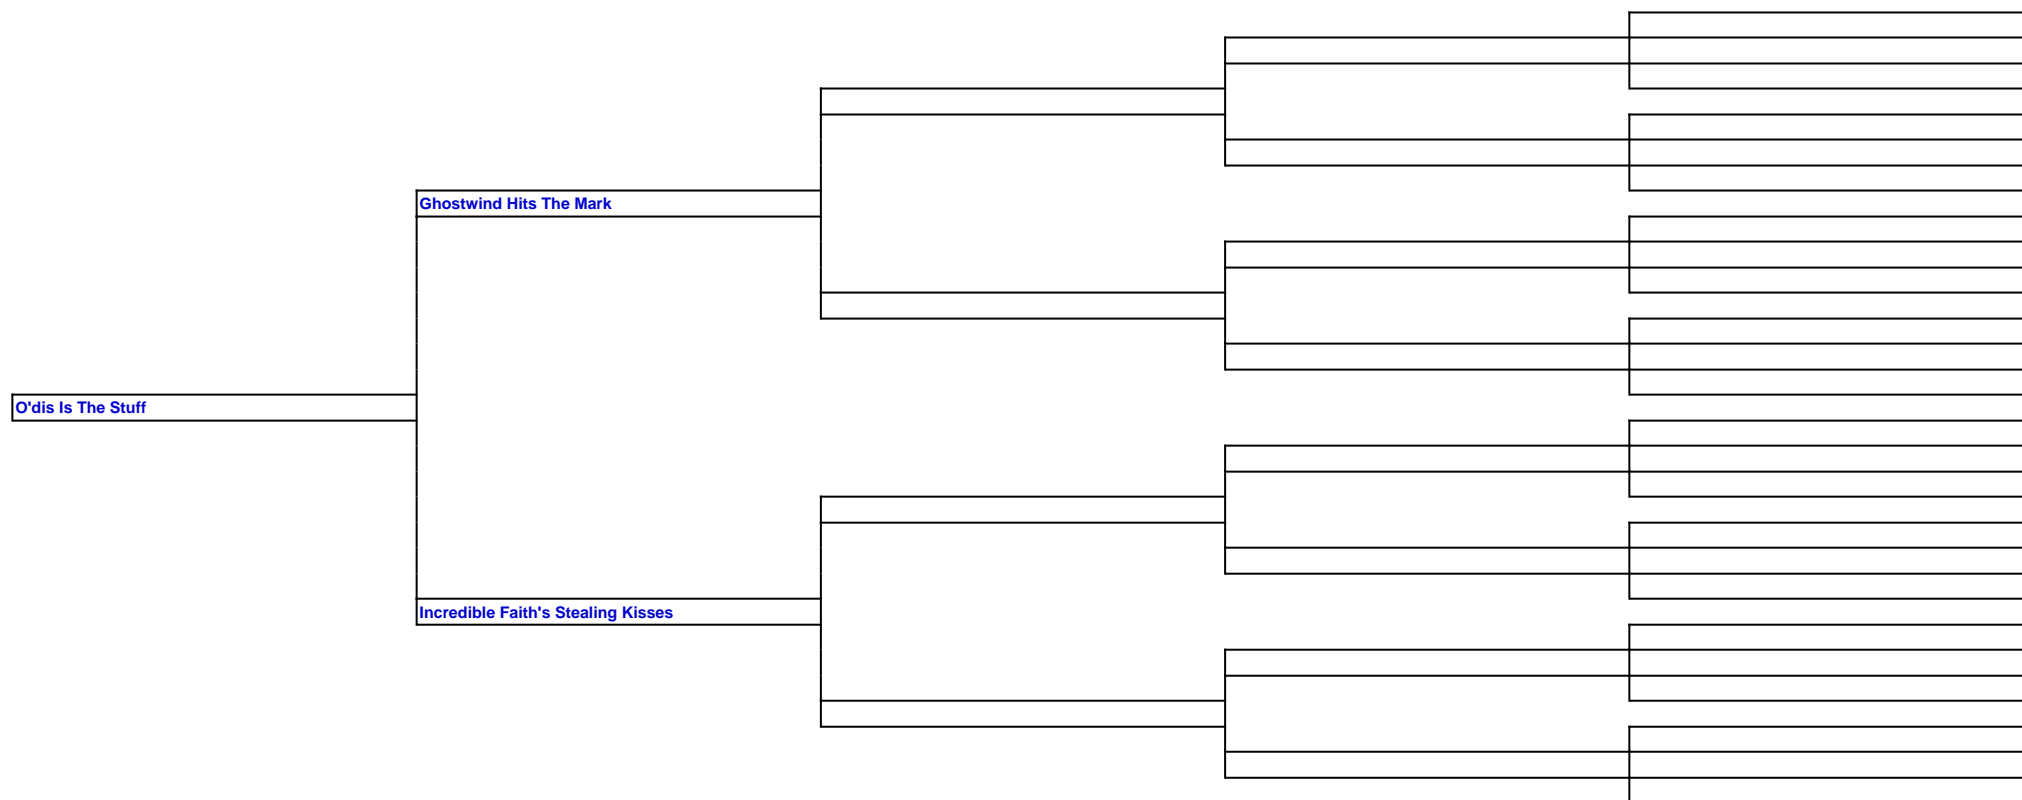 Ghostwind Hits The Mark
O'dis Is The Stuff
Incredible Faith's Stealing Kisses